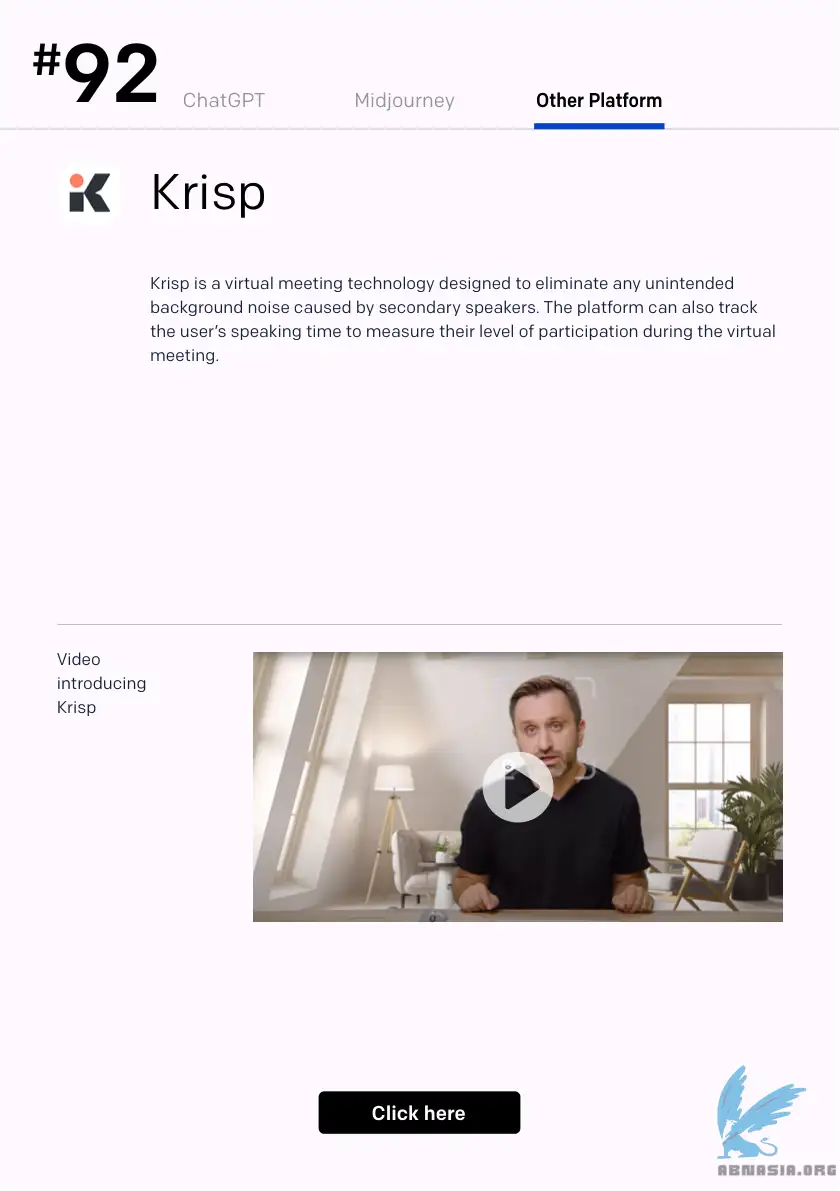 #92
ChatGPT
Midjourney
Other Platform
Krisp
Krisp is a virtual meeting technology designed to eliminate any unintended
background noise caused by secondary speakers. The platform can also track
the user’s speaking time to measure their level of participation during the virtual
meeting.
Video
introducing
Krisp
Click here
ABNASIA.ORG